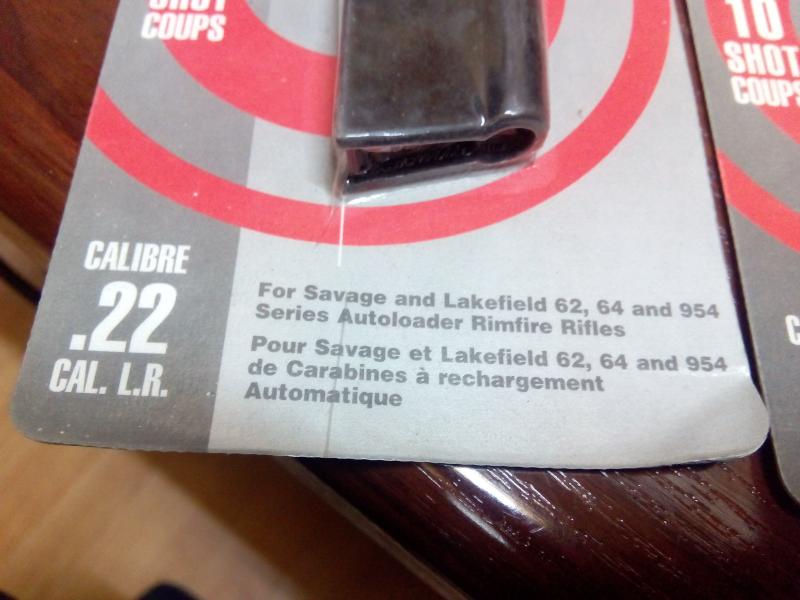 SHOT
COUPS
10
SHOT
COUPS
CALIBRE
.22
CAL. L.R.
For Savage and Lakefield 62, 64 and 954
Series Autoloader Rimfire Rifles
Pour Savage et Lakefield 62, 64 and 954
de Carabines à rechargement
Automatique